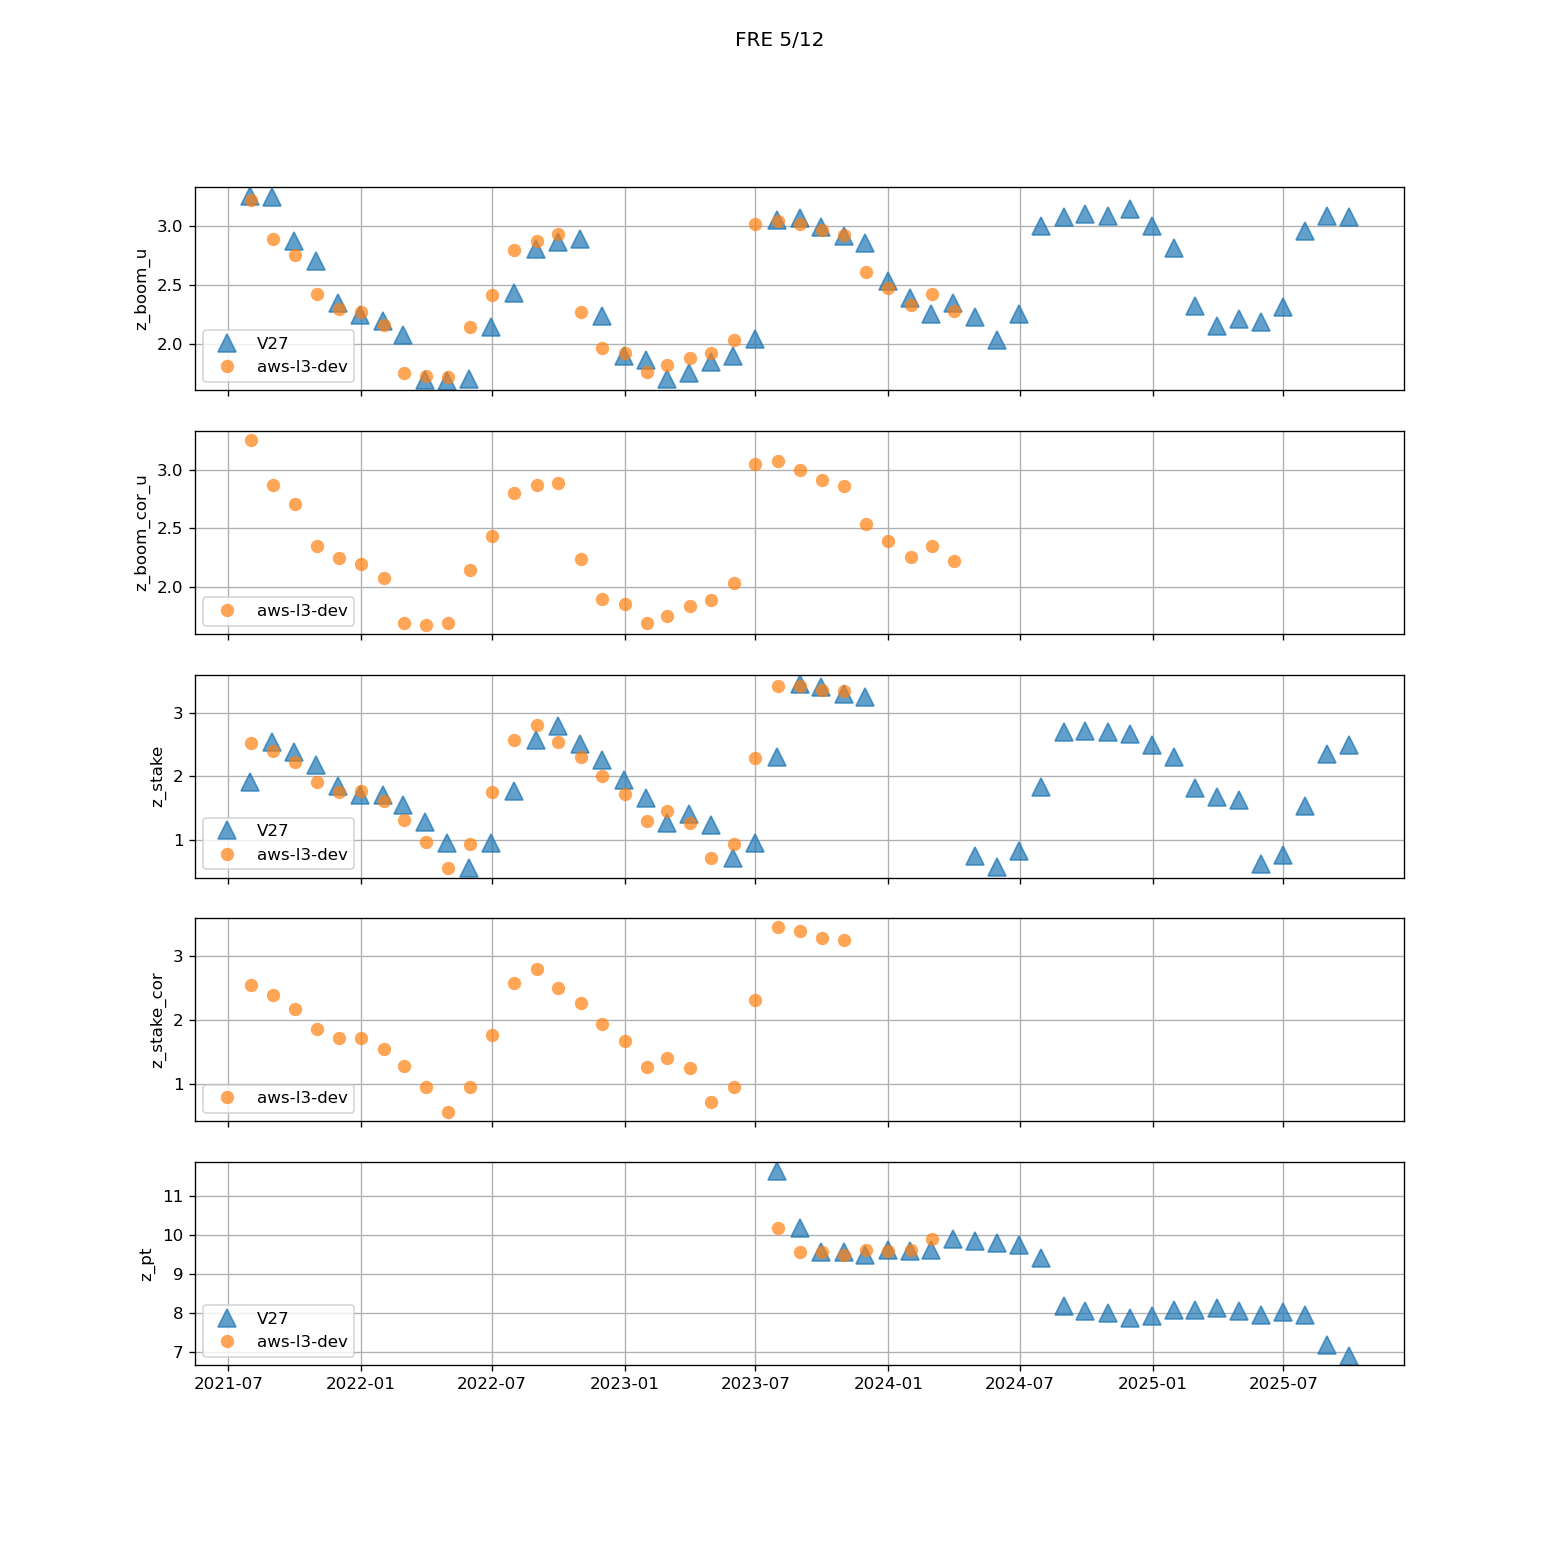 FRE 5/12
z_boom_u
3.0
2.5
2.0
V27
aws-l3-dev
z_boom_cor_u
3.0
2.5
2.0
aws-l3-dev
z_stake
3
2
1
V27
aws-l3-dev
z_stake_cor
3
2
1
aws-l3-dev
z_pt
11
10
9
8
7
V27
aws-l3-dev
2021-07 2022-01 2022-07 2023-01 2023-07 2024-01 2024-07 2025-01 2025-07